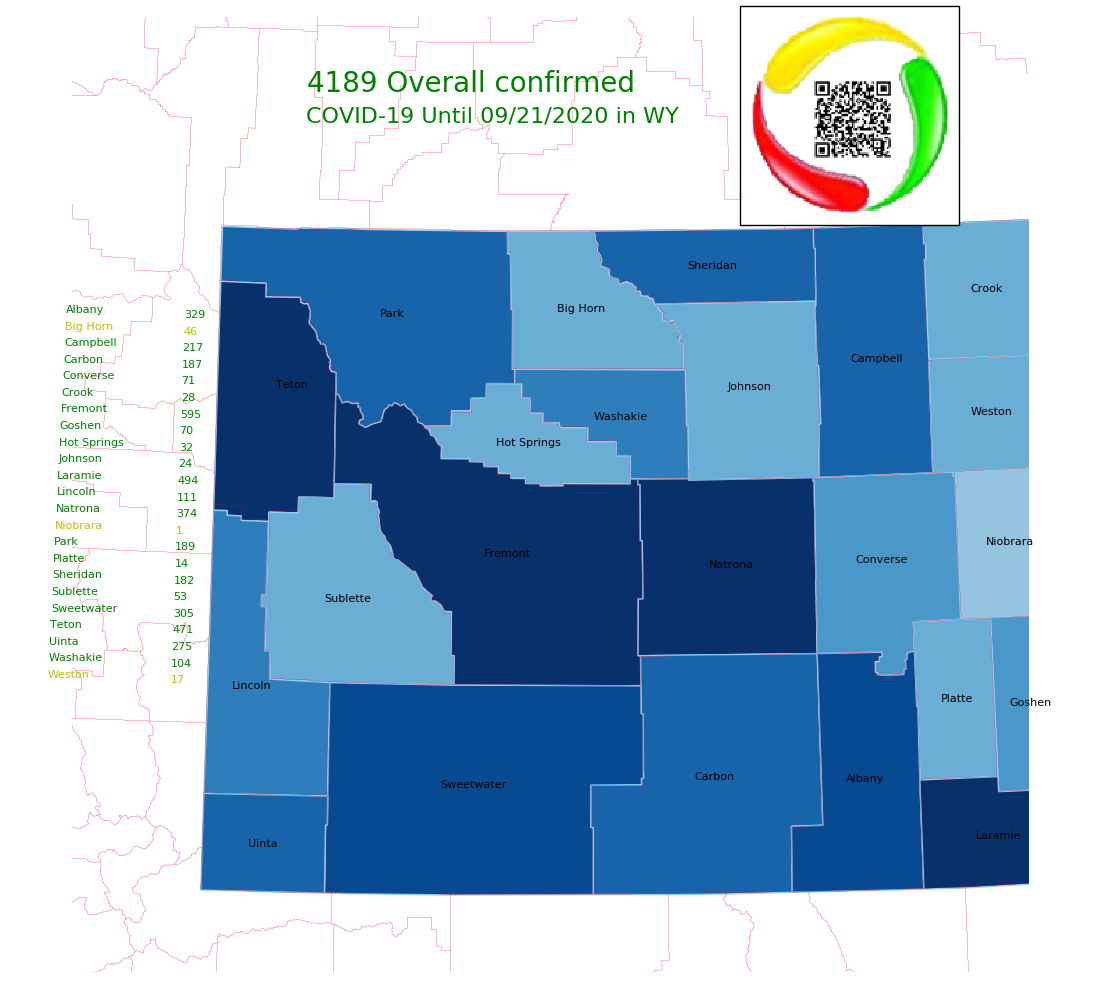 4189 Overall confirmed
COVID-19 Until 09/21/2020 in WY
Albany 329
Big Horn 46
Campbell 217
Carbon 187
Converse 71
Crook 28
Fremont 595
Goshen 70
Hot Springs 32
Johnson 24
Laramie 494
Lincoln 111
Natrona 374
Niobrara 1
Park 189
Platte 14
Sheridan 182
Sublette 53
Sweetwater 305
Teton 471
Uinta 275
Washakie 104
Weston 17
Sheridan
Crook
Big Horn
Park
Campbell
Teton
Johnson
Weston
Washakie
Hot Springs
Niobrara
Fremont
Converse
Natrona
Sublette
Lincoln
Platte
Goshen
Carbon
Albany
Sweetwater
Laramie
Uinta